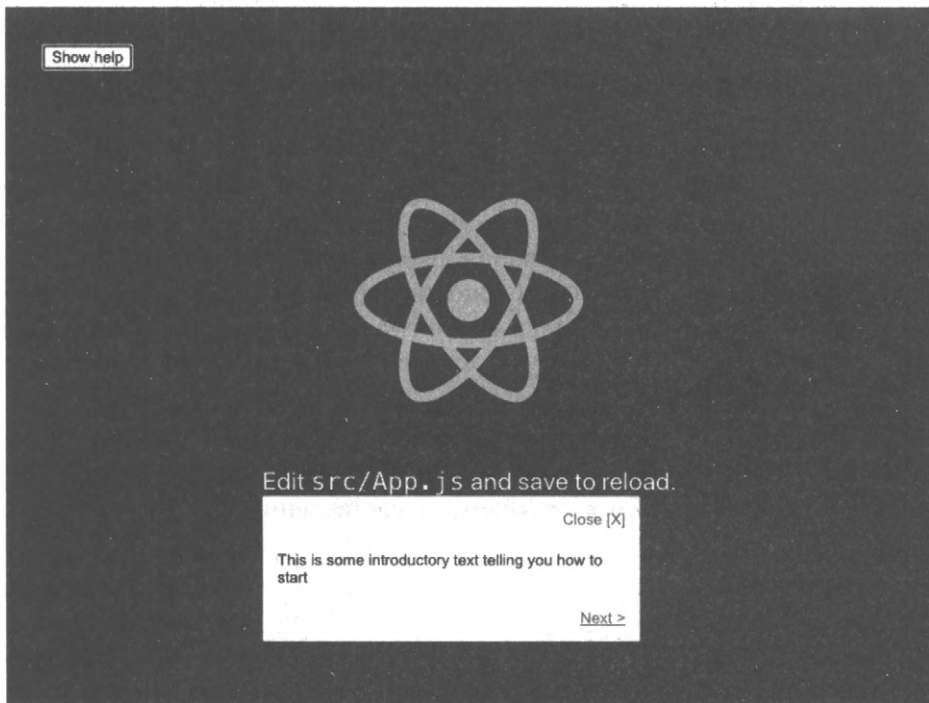 Show help
Edit src/App.js and save to reload.
Close [X]
This is some introductory text telling you how to
start
Next >